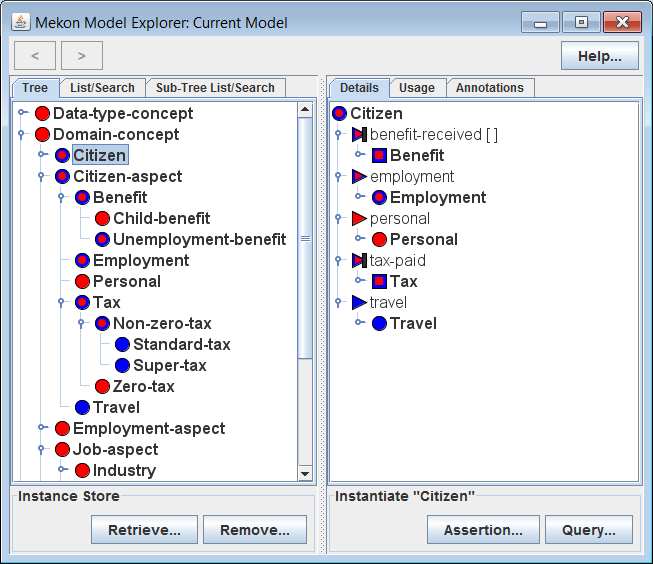 Mekon Model Explorer: Current Model
< > Help...
Tree List/Search Sub-Tree List/Search
Data-type-concept
Domain-concept
Citizen
Citizen-aspect
Benefit
Child-benefit
Unemployment-benefit
Employment
Personal
Tax
Non-zero-tax
Standard-tax
Super-tax
Zero-tax
Travel
Employment-aspect
Job-aspect
Industry
Instance Store
Retrieve... Remove...
Details Usage Annotations
Citizen
benefit-received [ ]
Benefit
employment
Employment
personal
Personal
tax-paid
Tax
travel
Travel
Instantiate "Citizen"
Assertion... Query...